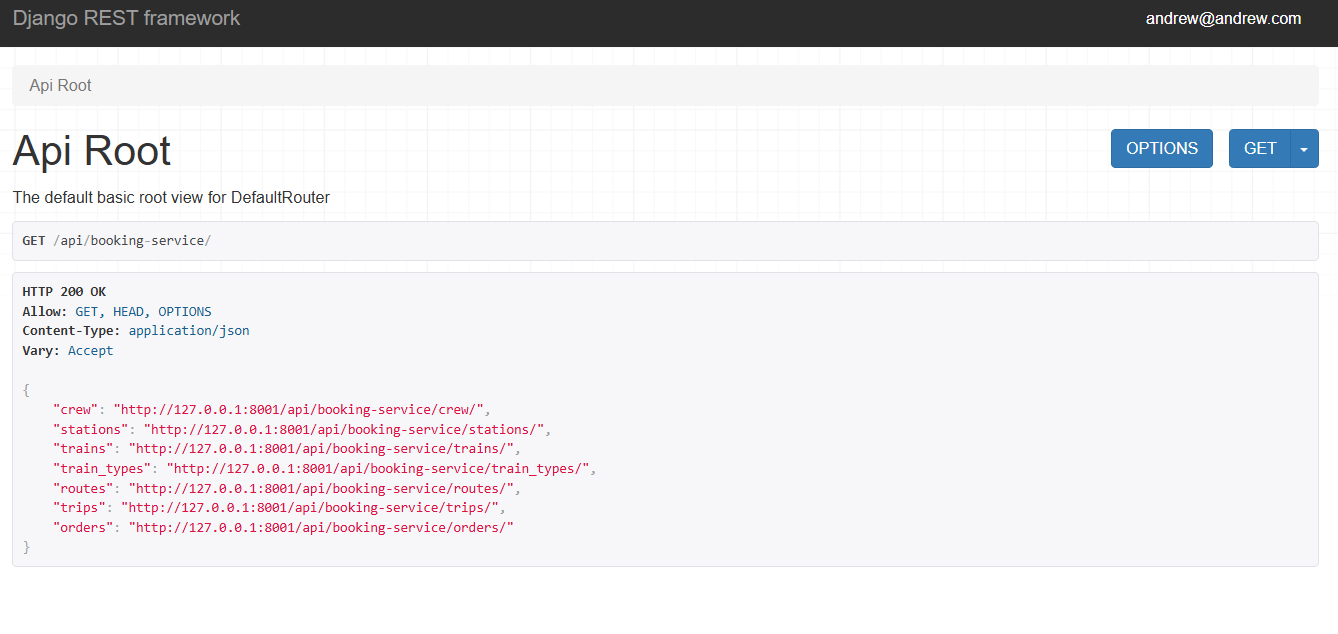 Django REST framework
andrew@andrew.com
Api Root
Api Root
OPTIONS
GET
The default basic root view for DefaultRouter
GET /api/booking-service/
HTTP 200 OK
Allow: GET, HEAD, OPTIONS
Content-Type: application/json
Vary: Accept
{
    "crew": "http://127.0.0.1:8001/api/booking-service/crew/",
    "stations": "http://127.0.0.1:8001/api/booking-service/stations/",
    "trains": "http://127.0.0.1:8001/api/booking-service/trains/",
    "train_types": "http://127.0.0.1:8001/api/booking-service/train_types/",
    "routes": "http://127.0.0.1:8001/api/booking-service/routes/",
    "trips": "http://127.0.0.1:8001/api/booking-service/trips/",
    "orders": "http://127.0.0.1:8001/api/booking-service/orders/"
}